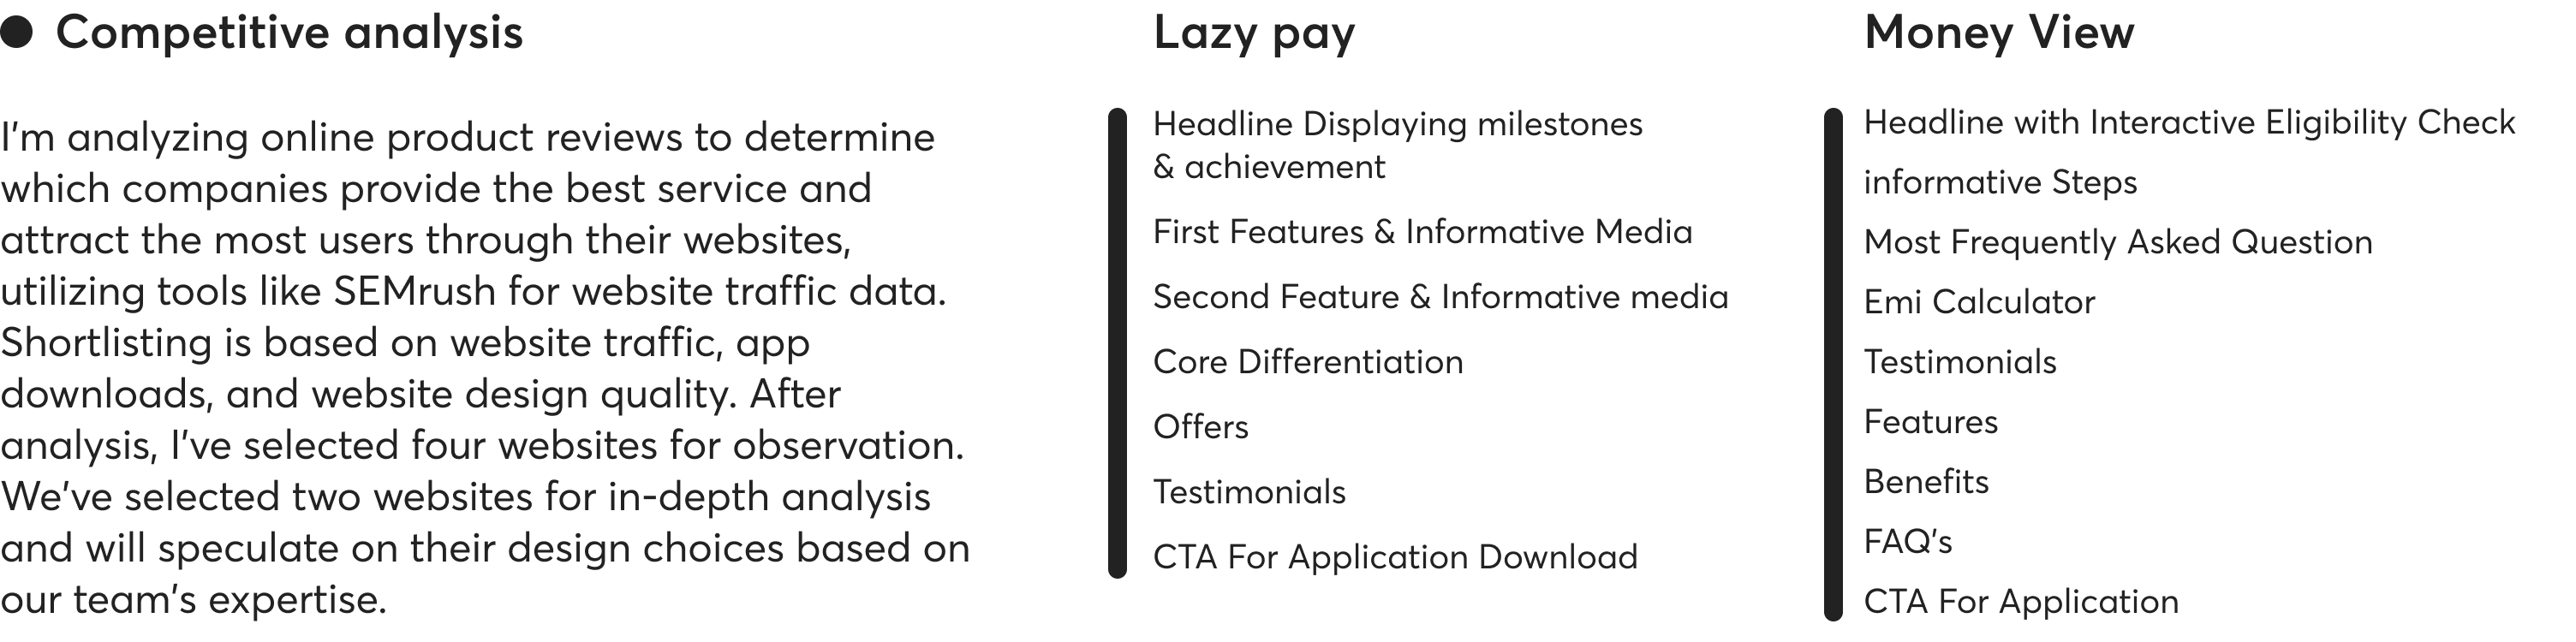 Competitive analysis
I'm analyzing online product reviews to determine
which companies provide the best service and
attract the most users through their websites,
utilizing tools like SEMrush for website traffic data.
Shortlisting is based on website traffic, app
downloads, and website design quality. After
analysis, I've selected four websites for observation.
We've selected two websites for in-depth analysis
and will speculate on their design choices based on
our team's expertise.
Lazy pay
Headline Displaying milestones
& achievement
First Features & Informative Media
Second Feature & Informative media
Core Differentiation
Offers
Testimonials
CTA For Application Download
Money View
Headline with Interactive Eligibility Check
informative Steps
Most Frequently Asked Question
Emi Calculator
Testimonials
Features
Benefits
FAQ's
CTA For Application